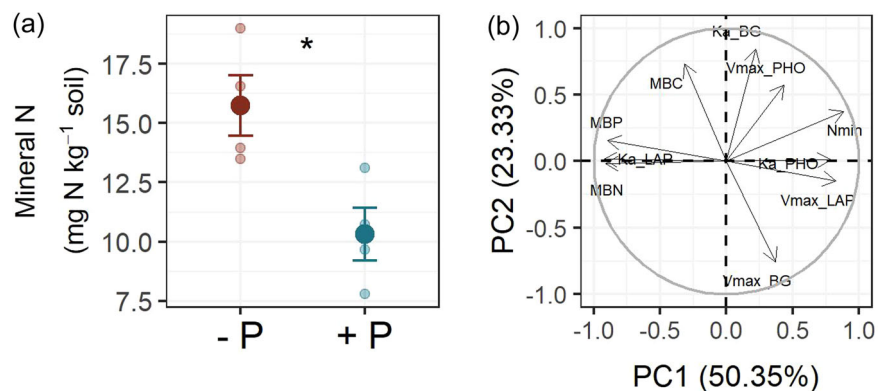 (a)
*
Mineral N
(mg N kg⁻¹ soil)
17.5
15.0
12.5
10.0
7.5
- P
+ P
(b)
PC2 (23.33%)
1.0
0.5
0.0
-0.5
-1.0
Ka_BG
Vmax_PHO
MBC
MBP
Nmin
Ka_LAP
Ka_PHO
MBN
Vmax_LAP
Vmax_BG
-1.0
-0.5
0.0
0.5
1.0
PC1 (50.35%)